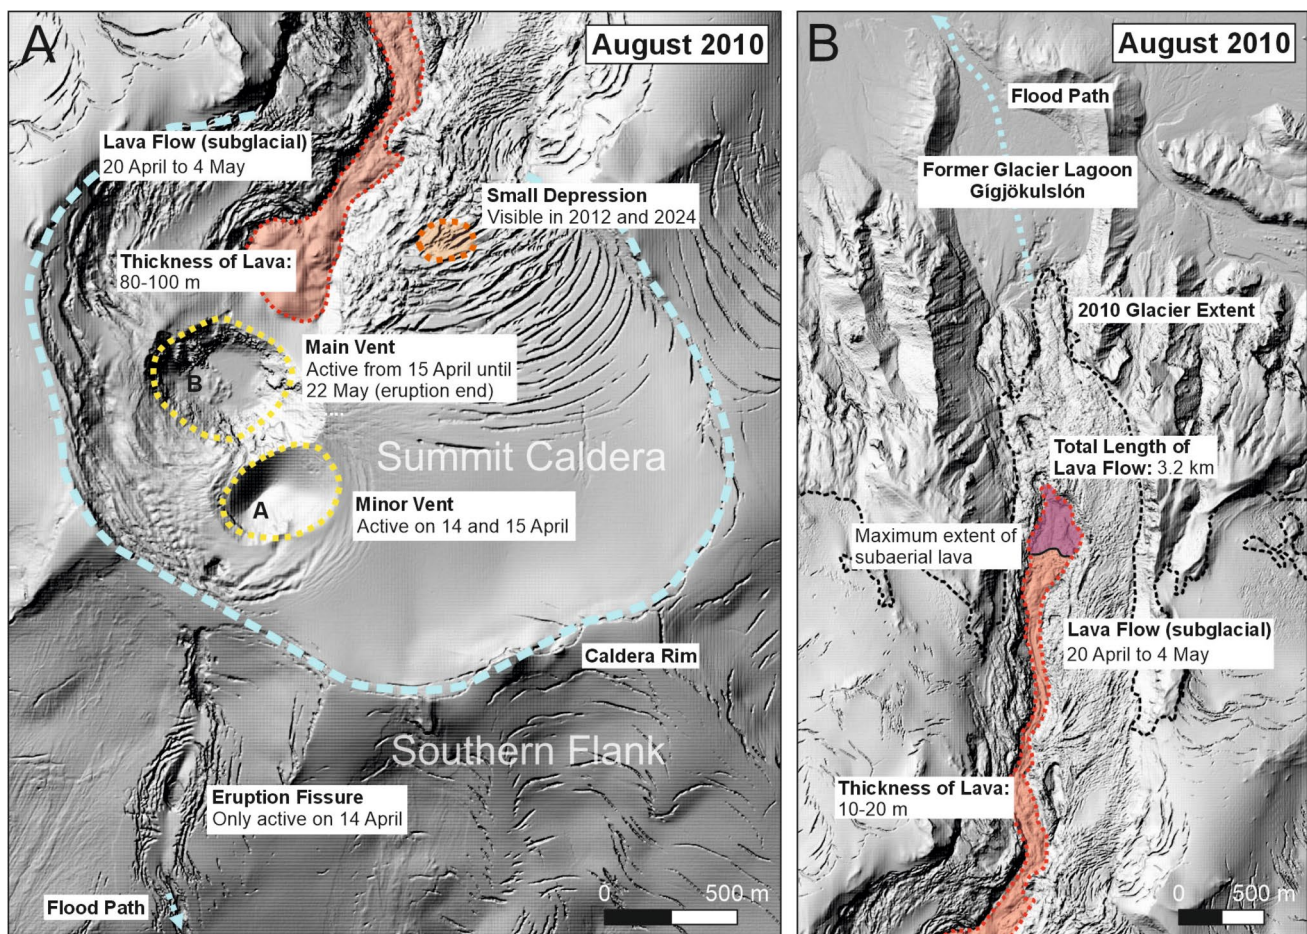 A
August 2010
Lava Flow (subglacial)
20 April to 4 May
Small Depression
Visible in 2012 and 2024
Thickness of Lava:
80-100 m
Main Vent
Active from 15 April until
22 May (eruption end)
B
Summit Caldera
Minor Vent
Active on 14 and 15 April
A
Caldera Rim
Southern Flank
Eruption Fissure
Only active on 14 April
Flood Path
0 500 m
B
August 2010
Flood Path
Former Glacier Lagoon
Gígjökulslón
2010 Glacier Extent
Total Length of
Lava Flow: 3.2 km
Maximum extent of
subaerial lava
Lava Flow (subglacial)
20 April to 4 May
Thickness of Lava:
10-20 m
0 500 m